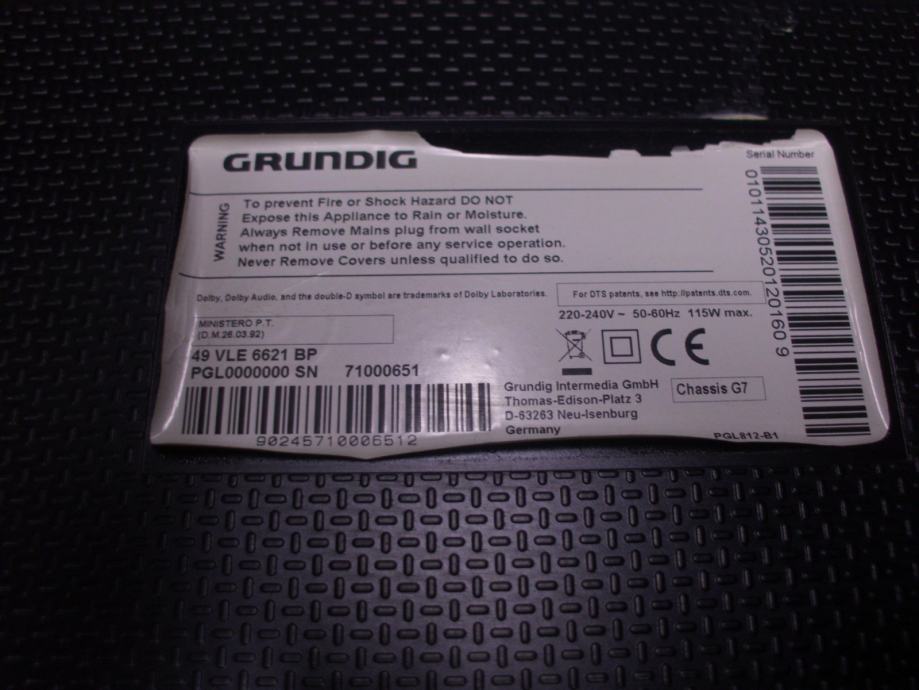 GRUNDIG
WARNING
To prevent Fire or Shock Hazard DO NOT
Expose this Appliance to Rain or Moisture.
Always Remove Mains plug from wall socket
when not in use or before any service operation.
Never Remove Covers unless qualified to do so.
Dolby, Dolby Audio, and the double-D symbol are trademarks of Dolby Laboratories.
For DTS patents, see http://patents.dts.com.
220-240V ~ 50-60Hz 115W max.
MINISTERO P.T.
(D.M.26.03.92)
49 VLE 6621 BP
PGL0000000 SN 71000651
90245710006512
CE
Grundig Intermedia GmbH
Thomas-Edison-Platz 3
D-63263 Neu-Isenburg
Germany
Chassis G7
PGL812-B1
Serial Number
010114305201201609